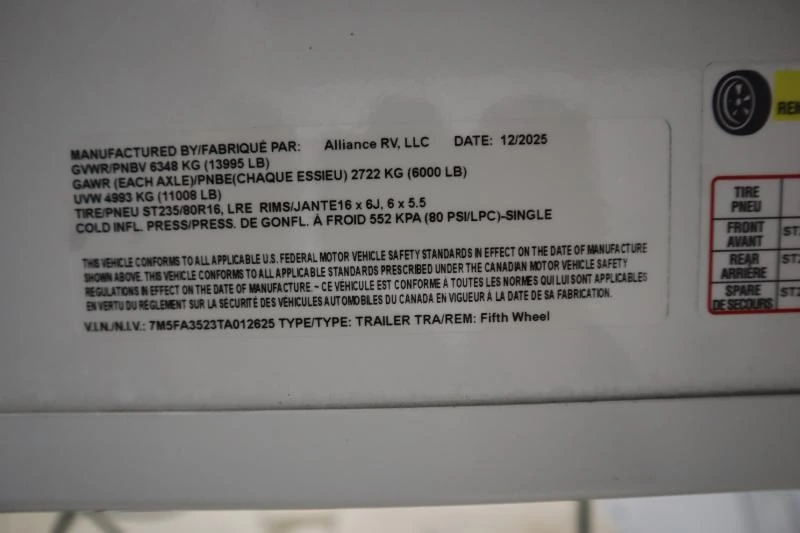 MANUFACTURED BY/FABRIQUÉ PAR: Alliance RV, LLC DATE: 12/2025
GVWR/PNBV 6348 KG (13995 LB)
GAWR (EACH AXLE)/PNBE(CHAQUE ESSIEU) 2722 KG (6000 LB)
UVW 4993 KG (11008 LB)
TIRE/PNEU ST235/80R16, LRE RIMS/JANTE16 x 6J, 6 x 5.5
COLD INFL. PRESS/PRESS. DE GONFL. À FROID 552 KPA (80 PSI/LPC)-SINGLE
THIS VEHICLE CONFORMS TO ALL APPLICABLE U.S. FEDERAL MOTOR VEHICLE SAFETY STANDARDS IN EFFECT ON THE DATE OF MANUFACTURE
SHOWN ABOVE. THIS VEHICLE CONFORMS TO ALL APPLICABLE STANDARDS PRESCRIBED UNDER THE CANADIAN MOTOR VEHICLE SAFETY
REGULATIONS IN EFFECT ON THE DATE OF MANUFACTURE. ~ CE VÉHICULE EST CONFORME À TOUTES LES NORMES QUI LUI SONT APPLICABLES
EN VERTU DU RÈGLEMENT SUR LA SÉCURITÉ DES VÉHICULES AUTOMOBILES DU CANADA EN VIGUEUR À LA DATE DE SA FABRICATION.
V.I.N./N.I.V.: 7M5FA3523TA012625 TYPE/TYPE: TRAILER TRA/REM: Fifth Wheel
REM
TIRE
PNEU
FRONT
AVANT
ST2
REAR
ARRIÈRE
ST2
SPARE
DE SECOURS
ST2